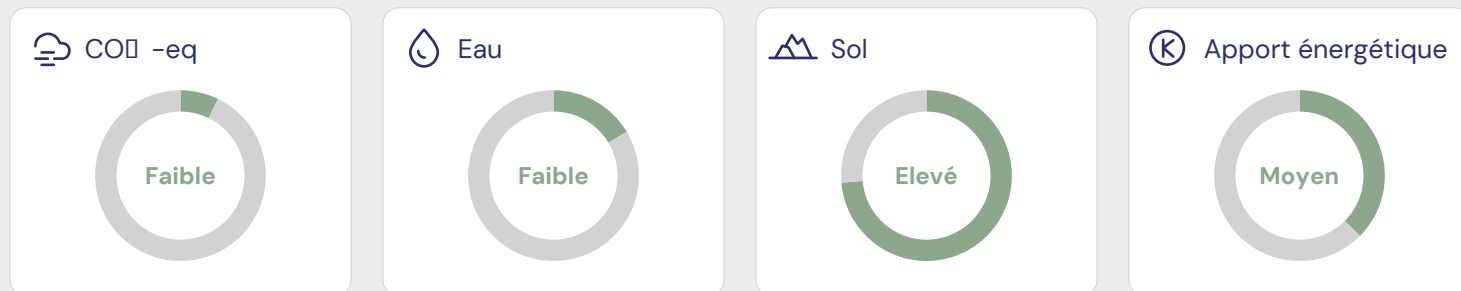 CO▯ -eq
Eau
Sol
Apport énergétique
Faible
Faible
Elevé
Moyen